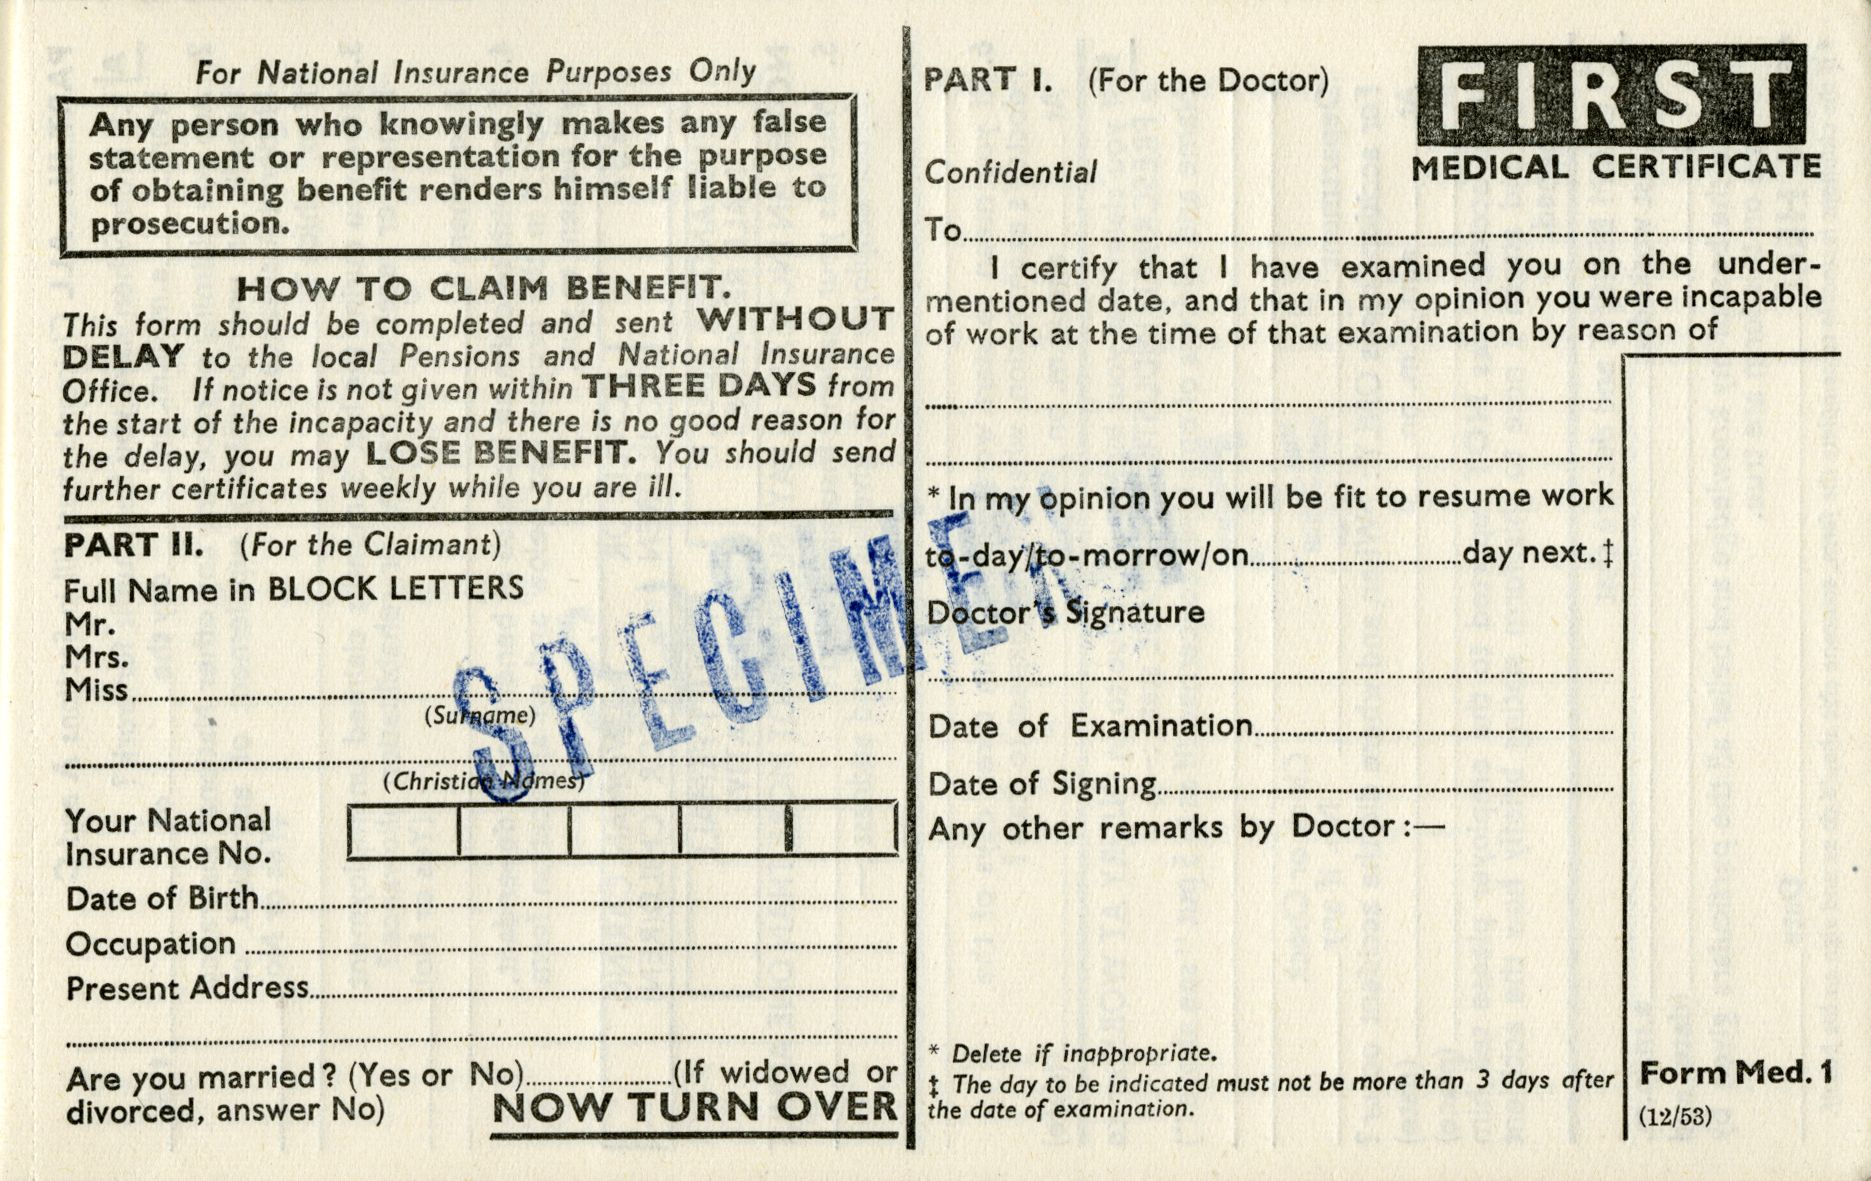 For National Insurance Purposes Only
Any person who knowingly makes any false
statement or representation for the purpose
of obtaining benefit renders himself liable to
prosecution.
HOW TO CLAIM BENEFIT.
This form should be completed and sent WITHOUT
DELAY to the local Pensions and National Insurance
Office. If notice is not given within THREE DAYS from
the start of the incapacity and there is no good reason for
the delay, you may LOSE BENEFIT. You should send
further certificates weekly while you are ill.
PART II. (For the Claimant)
Full Name in BLOCK LETTERS
Mr.
Mrs.
Miss
(Surname)
(Christian Names)
Your National
Insurance No.
Date of Birth
Occupation
Present Address
Are you married? (Yes or No) (If widowed or
divorced, answer No) NOW TURN OVER
SPECIMEN
PART I. (For the Doctor)
FIRST
MEDICAL CERTIFICATE
Confidential
To
I certify that I have examined you on the under-
mentioned date, and that in my opinion you were incapable
of work at the time of that examination by reason of
* In my opinion you will be fit to resume work
to-day/to-morrow/on day next. ‡
Doctor's Signature
Date of Examination
Date of Signing
Any other remarks by Doctor :—
* Delete if inappropriate.
‡ The day to be indicated must not be more than 3 days after
the date of examination.
Form Med. 1
(12/53)